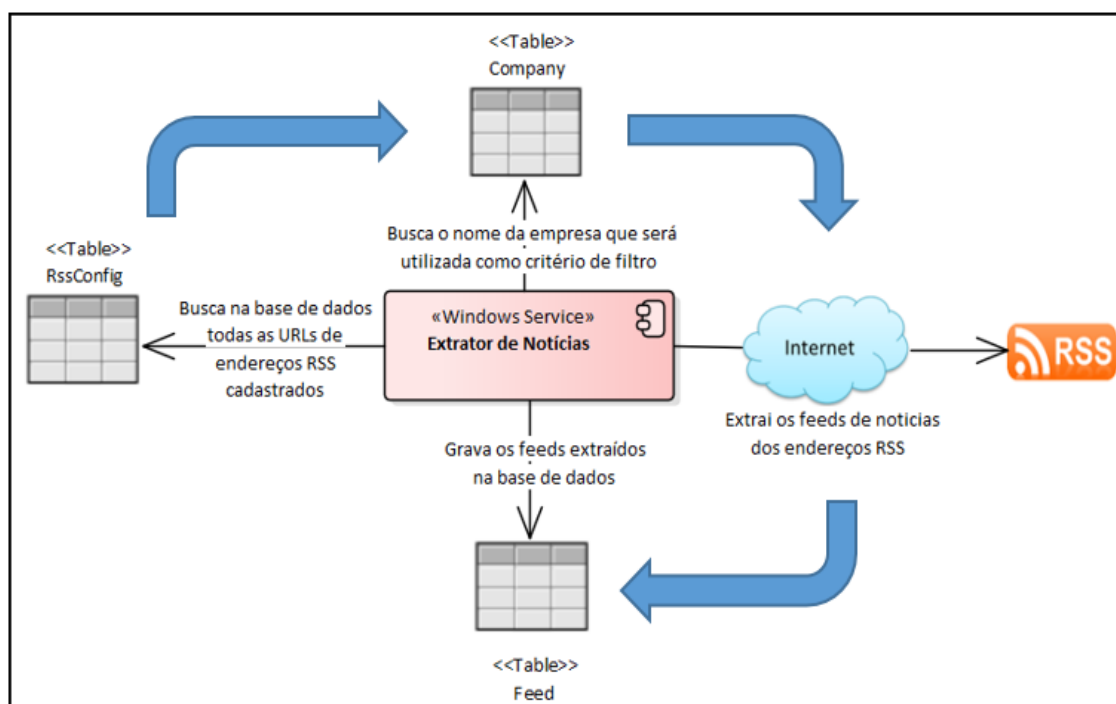 <<Table>>
Company
Busca o nome da empresa que será
utilizada como critério de filtro
<<Table>>
RssConfig
Busca na base de dados
todas as URLs de
endereços RSS
cadastrados
«Windows Service»
Extrator de Notícias
Internet
RSS
Extrai os feeds de noticias
dos endereços RSS
Grava os feeds extraídos
na base de dados
<<Table>>
Feed